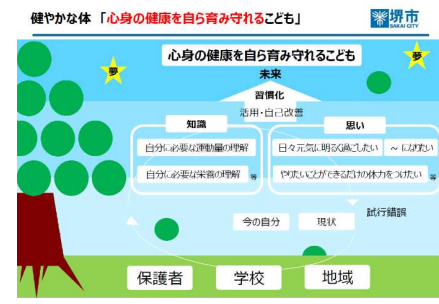 健やかな体 「心身の健康を自ら育み守れるこども」
堺市
SAKAI CITY
夢
夢
心身の健康を自ら育み守れるこども
未来
習慣化
活用・自己改善
知識
自分に必要な運動量の理解
自分に必要な栄養の理解
等
思い
日々元気に明るく過ごしたい
～になりたい
やりたいことができるだけの体力をつけたい
等
試行錯誤
今の自分
現状
保護者
学校
地域